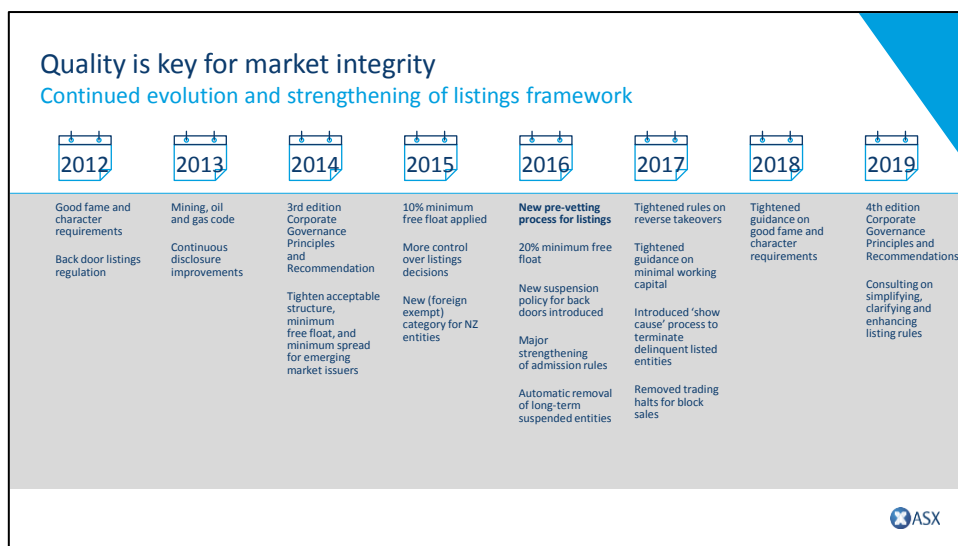 Quality is key for market integrity
Continued evolution and strengthening of listings framework
2012
2013
2014
2015
2016
2017
2018
2019
Good fame and
character
requirements
Back door listings
regulation
Mining, oil
and gas code
Continuous
disclosure
improvements
3rd edition
Corporate
Governance
Principles
and
Recommendation
Tighten acceptable
structure,
minimum
free float, and
minimum spread
for emerging
market issuers
10% minimum
free float applied
More control
over listings
decisions
New (foreign
exempt)
category for NZ
entities
New pre-vetting
process for listings
20% minimum free
float
New suspension
policy for back
doors introduced
Major
strengthening
of admission rules
Automatic removal
of long-term
suspended entities
Tightened rules on
reverse takeovers
Tightened
guidance on
minimal working
capital
Introduced ‘show
cause’ process to
terminate
delinquent listed
entities
Removed trading
halts for block
sales
Tightened
guidance on
good fame and
character
requirements
4th edition
Corporate
Governance
Principles and
Recommendations
Consulting on
simplifying,
clarifying and
enhancing
listing rules
ASX